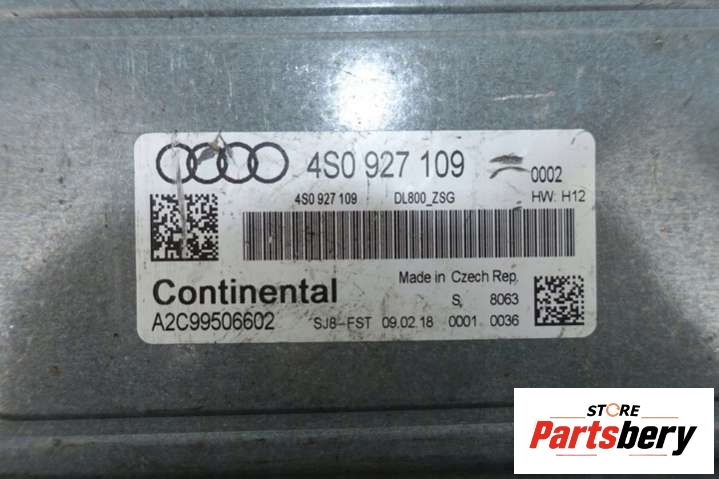 4S0 927 109
0002
4S0 927 109 DL800_ZSG HW: H12
Continental
Made in Czech Rep.
S, 8063
A2C99506602 SJ8-FST 09.02.18 0001 0036
STORE
Partsbery